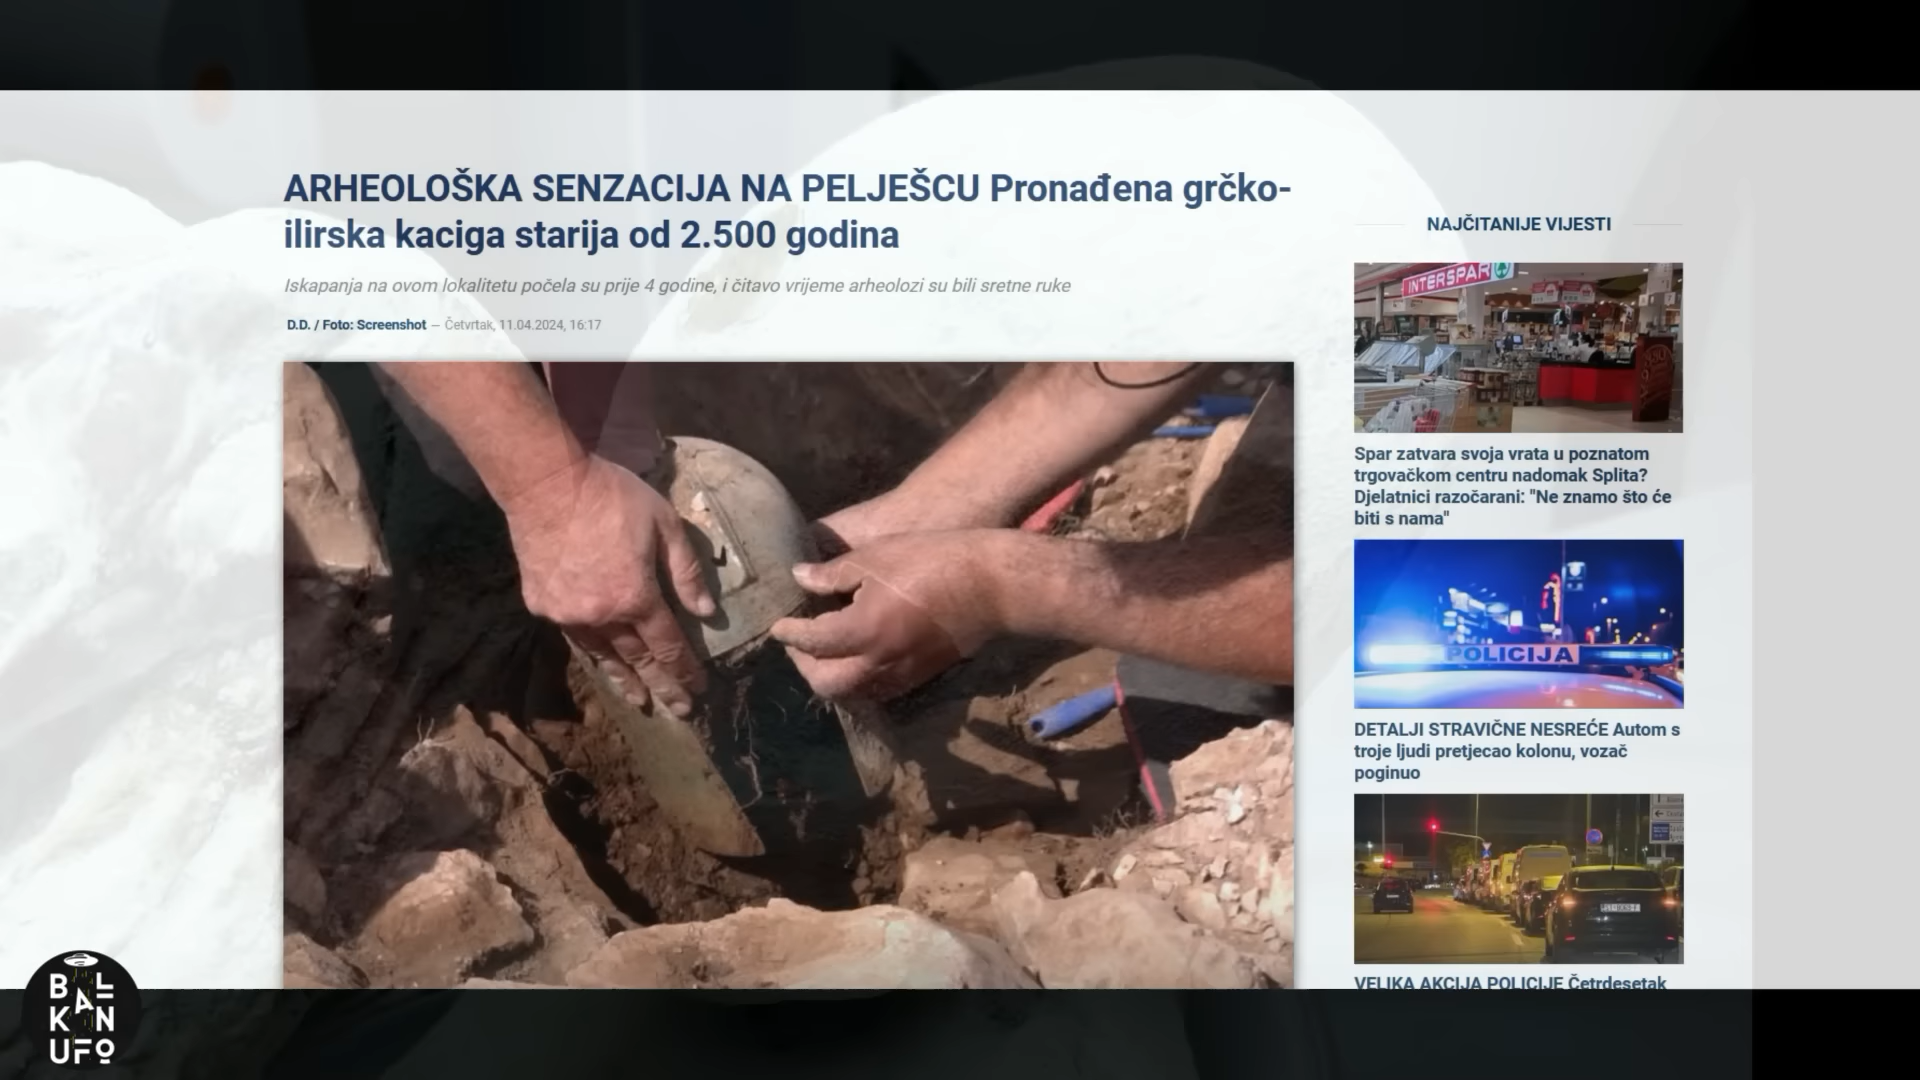 ARHEOLOŠKA SENZACIJA NA PELJEŠCU Pronađena grčko-
ilirska kaciga starija od 2.500 godina
Iskapanja na ovom lokalitetu počela su prije 4 godine, i čitavo vrijeme arheolozi su bili sretne ruke
D.D. / Foto: Screenshot — Četvrtak, 11.04.2024, 16:17
NAJČITANIJE VIJESTI
INTERSPAR
Spar zatvara svoja vrata u poznatom
trgovačkom centru nadomak Splita?
Djelatnici razočarani: "Ne znamo što će
biti s nama"
POLICIJA
DETALJI STRAVIČNE NESREĆE Autom s
troje ljudi pretjecao kolonu, vozač
poginuo
VELIKA AKCIJA POLICIJE Četrdesetak
BALKAN UFO